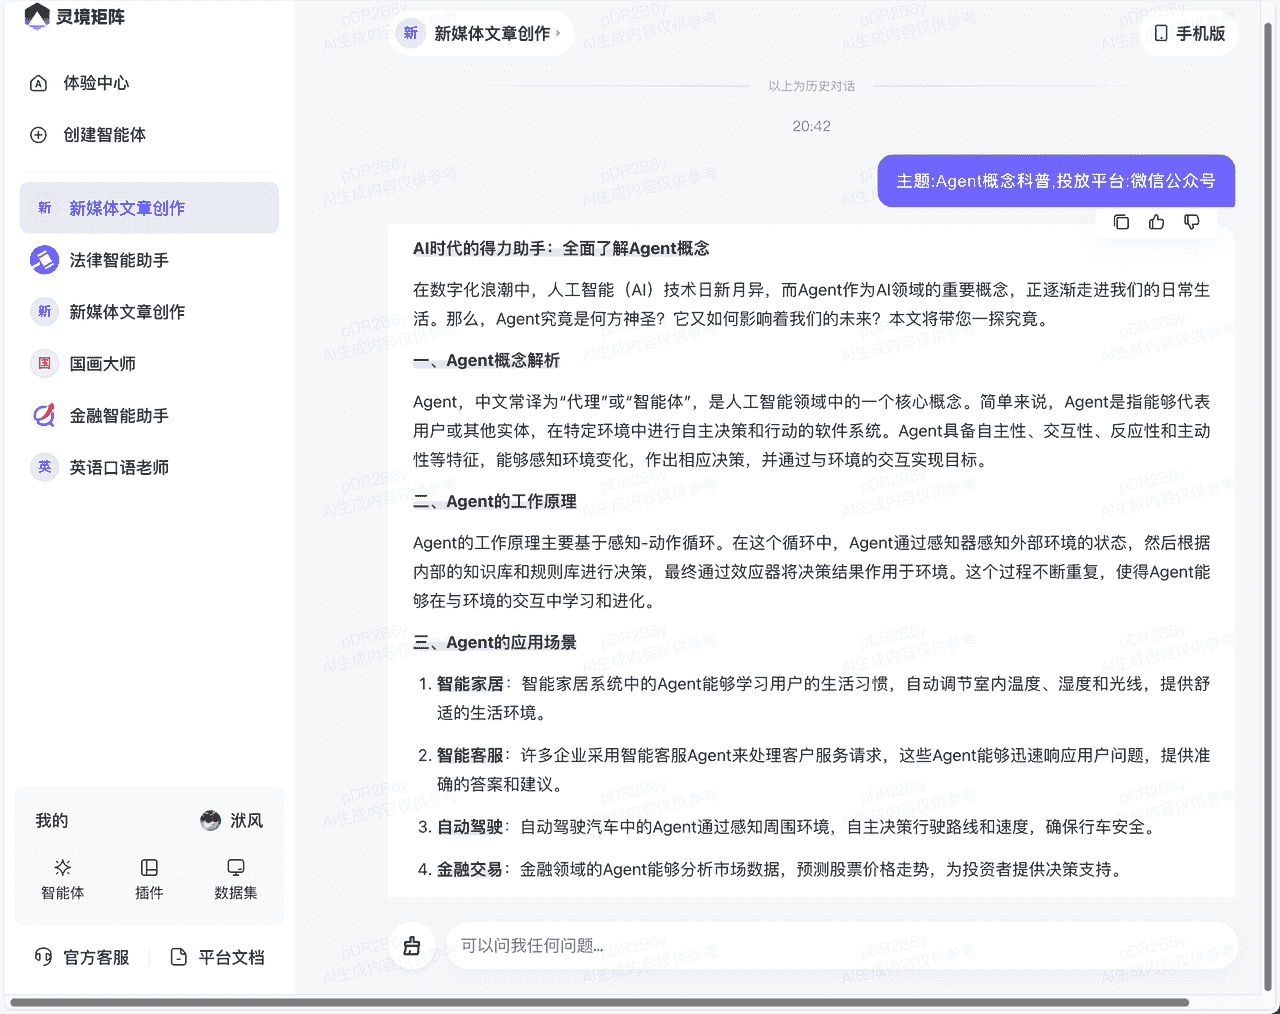 灵境矩阵
体验中心
创建智能体
新 新媒体文章创作
法律智能助手
新 新媒体文章创作
国 国画大师
金融智能助手
英 英语口语老师
我的
洑风
智能体 插件 数据集
官方客服 平台文档
新 新媒体文章创作
手机版
以上为历史对话
20:42
主题:Agent概念科普,投放平台:微信公众号
AI时代的得力助手：全面了解Agent概念
在数字化浪潮中，人工智能（AI）技术日新月异，而Agent作为AI领域的重要概念，正逐渐走进我们的日常生
活。那么，Agent究竟是何方神圣？它又如何影响着我们的未来？本文将带您一探究竟。
一、Agent概念解析
Agent，中文常译为“代理”或“智能体”，是人工智能领域中的一个核心概念。简单来说，Agent是指能够代表
用户或其他实体，在特定环境中进行自主决策和行动的软件系统。Agent具备自主性、交互性、反应性和主动
性等特征，能够感知环境变化，作出相应决策，并通过与环境的交互实现目标。
二、Agent的工作原理
Agent的工作原理主要基于感知-动作循环。在这个循环中，Agent通过感知器感知外部环境的状态，然后根据
内部的知识库和规则库进行决策，最终通过效应器将决策结果作用于环境。这个过程不断重复，使得Agent能
够在与环境的交互中学习和进化。
三、Agent的应用场景
1. 智能家居：智能家居系统中的Agent能够学习用户的生活习惯，自动调节室内温度、湿度和光线，提供舒
适的生活环境。
2. 智能客服：许多企业采用智能客服Agent来处理客户服务请求，这些Agent能够迅速响应用户问题，提供准
确的答案和建议。
3. 自动驾驶：自动驾驶汽车中的Agent通过感知周围环境，自主决策行驶路线和速度，确保行车安全。
4. 金融交易：金融领域的Agent能够分析市场数据，预测股票价格走势，为投资者提供决策支持。
可以问我任何问题...
pDR2B6y
AI生成内容仅供参考